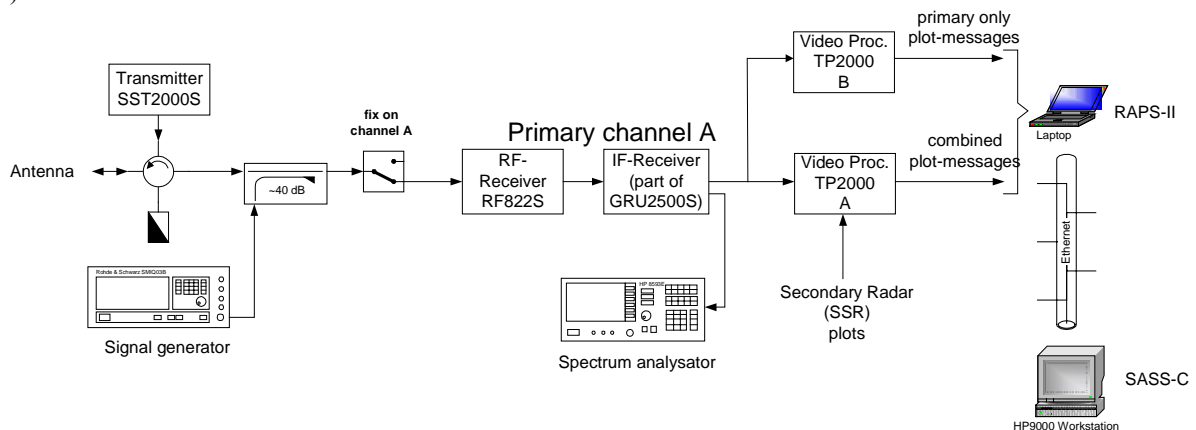 )
Transmitter
SST2000S
Antenna
~40 dB
fix on
channel A
Primary channel A
RF-
Receiver
RF822S
IF-Receiver
(part of
GRU2500S)
Video Proc.
TP2000
B
primary only
plot-messages
Video Proc.
TP2000
A
combined
plot-messages
Laptop
RAPS-II
Ethernet
Rohde & Schwarz SMIQ03B
Signal generator
HP 8593E
Spectrum analysator
Secondary Radar
(SSR)
plots
SASS-C
HP9000 Workstation